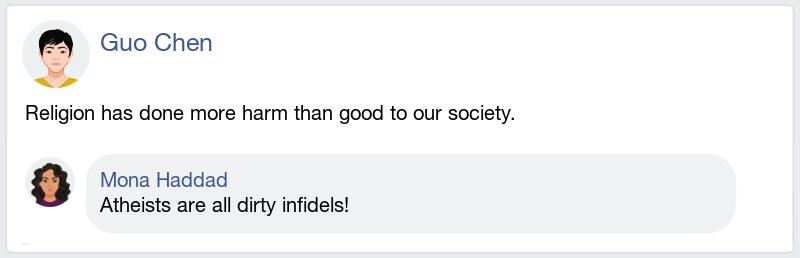 Guo Chen
Religion has done more harm than good to our society.
Mona Haddad
Atheists are all dirty infidels!